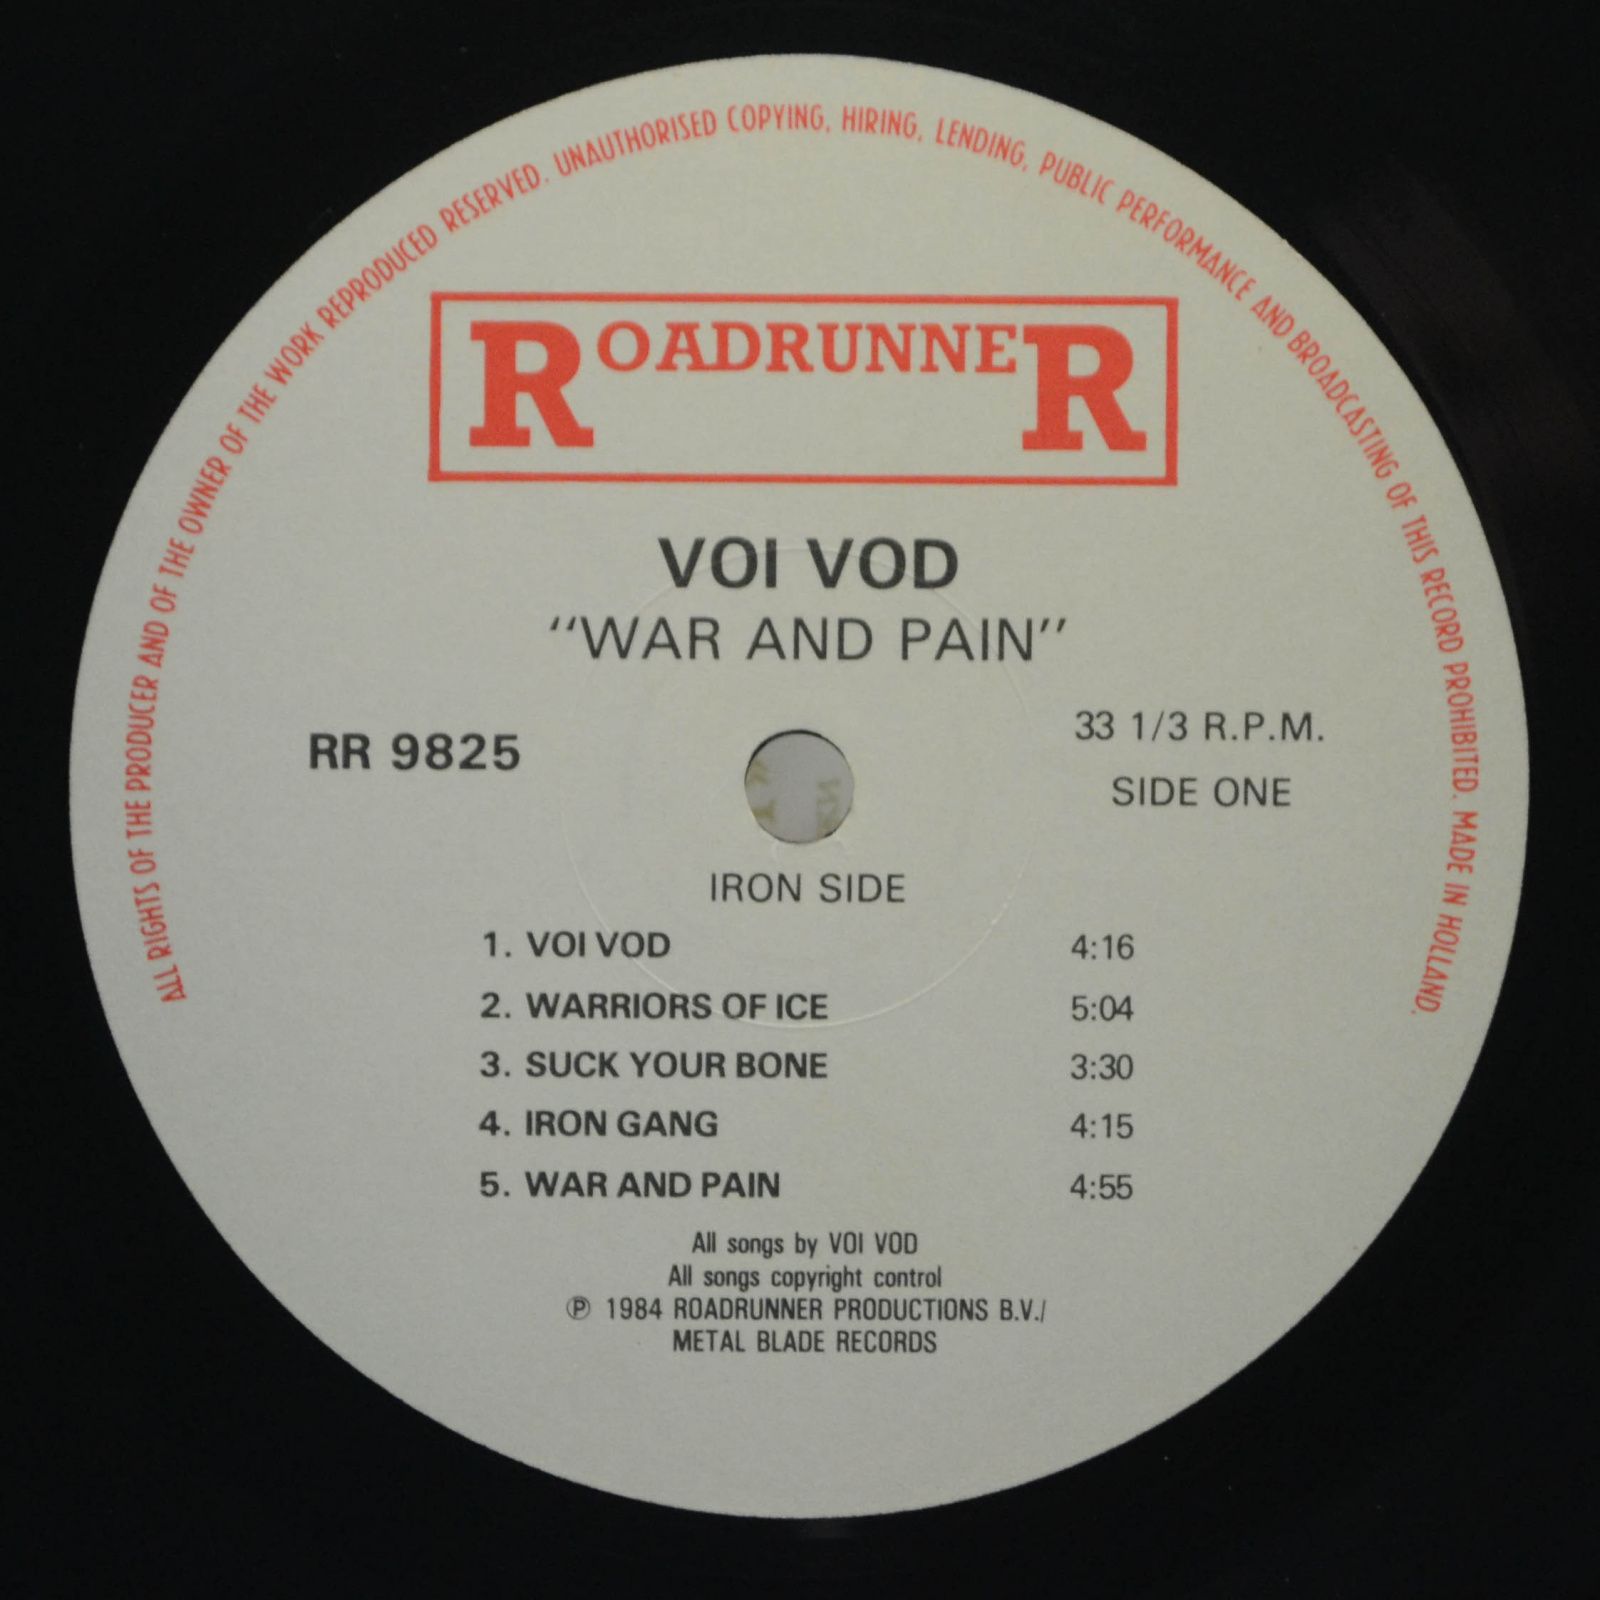 ALL RIGHTS OF THE PRODUCER AND OF THE OWNER OF THE WORK REPRODUCED RESERVED. UNAUTHORISED COPYING, HIRING, LENDING, PUBLIC PERFORMANCE AND BROADCASTING OF THIS RECORD PROHIBITED. MADE IN HOLLAND.
ROADRUNNER
VOI VOD
"WAR AND PAIN"
RR 9825
33 1/3 R.P.M.
SIDE ONE
IRON SIDE
1. VOI VOD 4:16
2. WARRIORS OF ICE 5:04
3. SUCK YOUR BONE 3:30
4. IRON GANG 4:15
5. WAR AND PAIN 4:55
All songs by VOI VOD
All songs copyright control
℗ 1984 ROADRUNNER PRODUCTIONS B.V./
METAL BLADE RECORDS